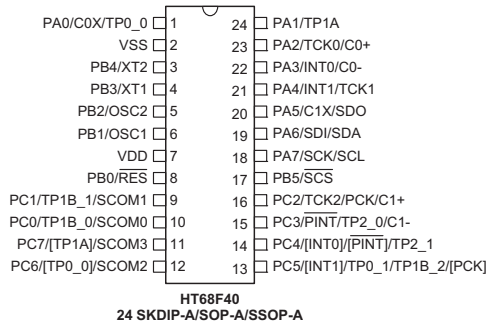 PA0/C0X/TP0_0 1 24 PA1/TP1A
VSS 2 23 PA2/TCK0/C0+
PB4/XT2 3 22 PA3/INT0/C0-
PB3/XT1 4 21 PA4/INT1/TCK1
PB2/OSC2 5 20 PA5/C1X/SDO
PB1/OSC1 6 19 PA6/SDI/SDA
VDD 7 18 PA7/SCK/SCL
PB0/RES 8 17 PB5/SCS
PC1/TP1B_1/SCOM1 9 16 PC2/TCK2/PCK/C1+
PC0/TP1B_0/SCOM0 10 15 PC3/PINT/TP2_0/C1-
PC7/[TP1A]/SCOM3 11 14 PC4/[INT0]/[PINT]/TP2_1
PC6/[TP0_0]/SCOM2 12 13 PC5/[INT1]/TP0_1/TP1B_2/[PCK]
HT68F40
24 SKDIP-A/SOP-A/SSOP-A